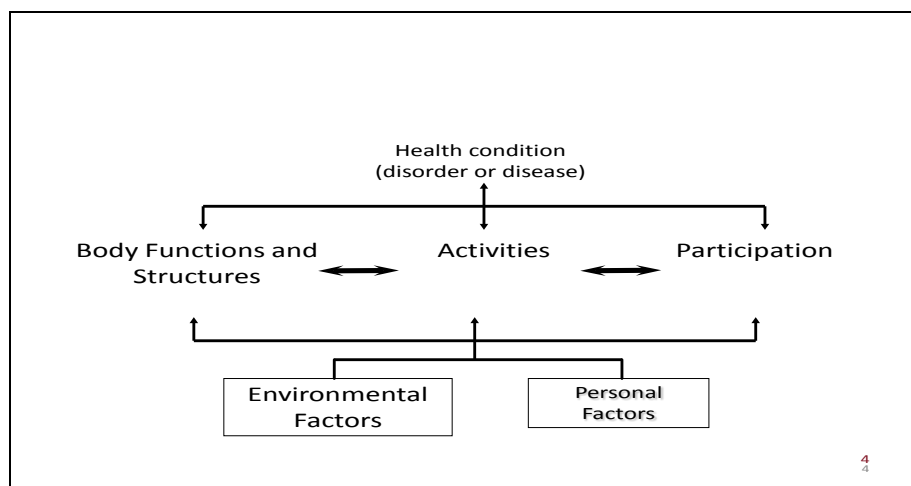 Health condition
(disorder or disease)
Body Functions and
Structures
Activities
Participation
Environmental
Factors
Personal
Factors
4
4